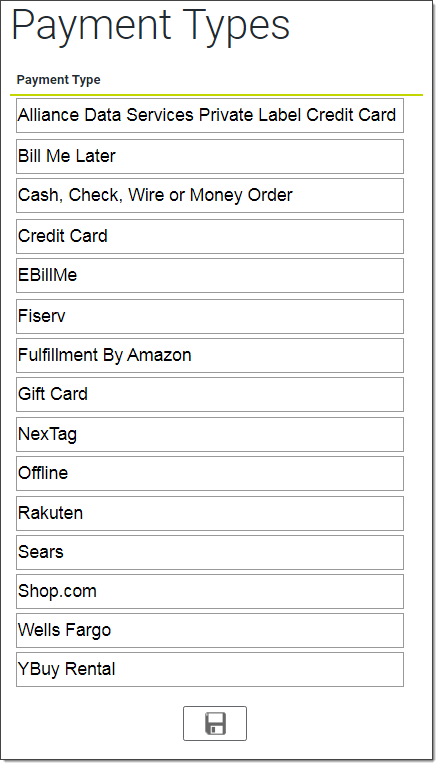 Payment Types
Payment Type
Alliance Data Services Private Label Credit Card
Bill Me Later
Cash, Check, Wire or Money Order
Credit Card
EBillMe
Fiserv
Fulfillment By Amazon
Gift Card
NexTag
Offline
Rakuten
Sears
Shop.com
Wells Fargo
YBuy Rental